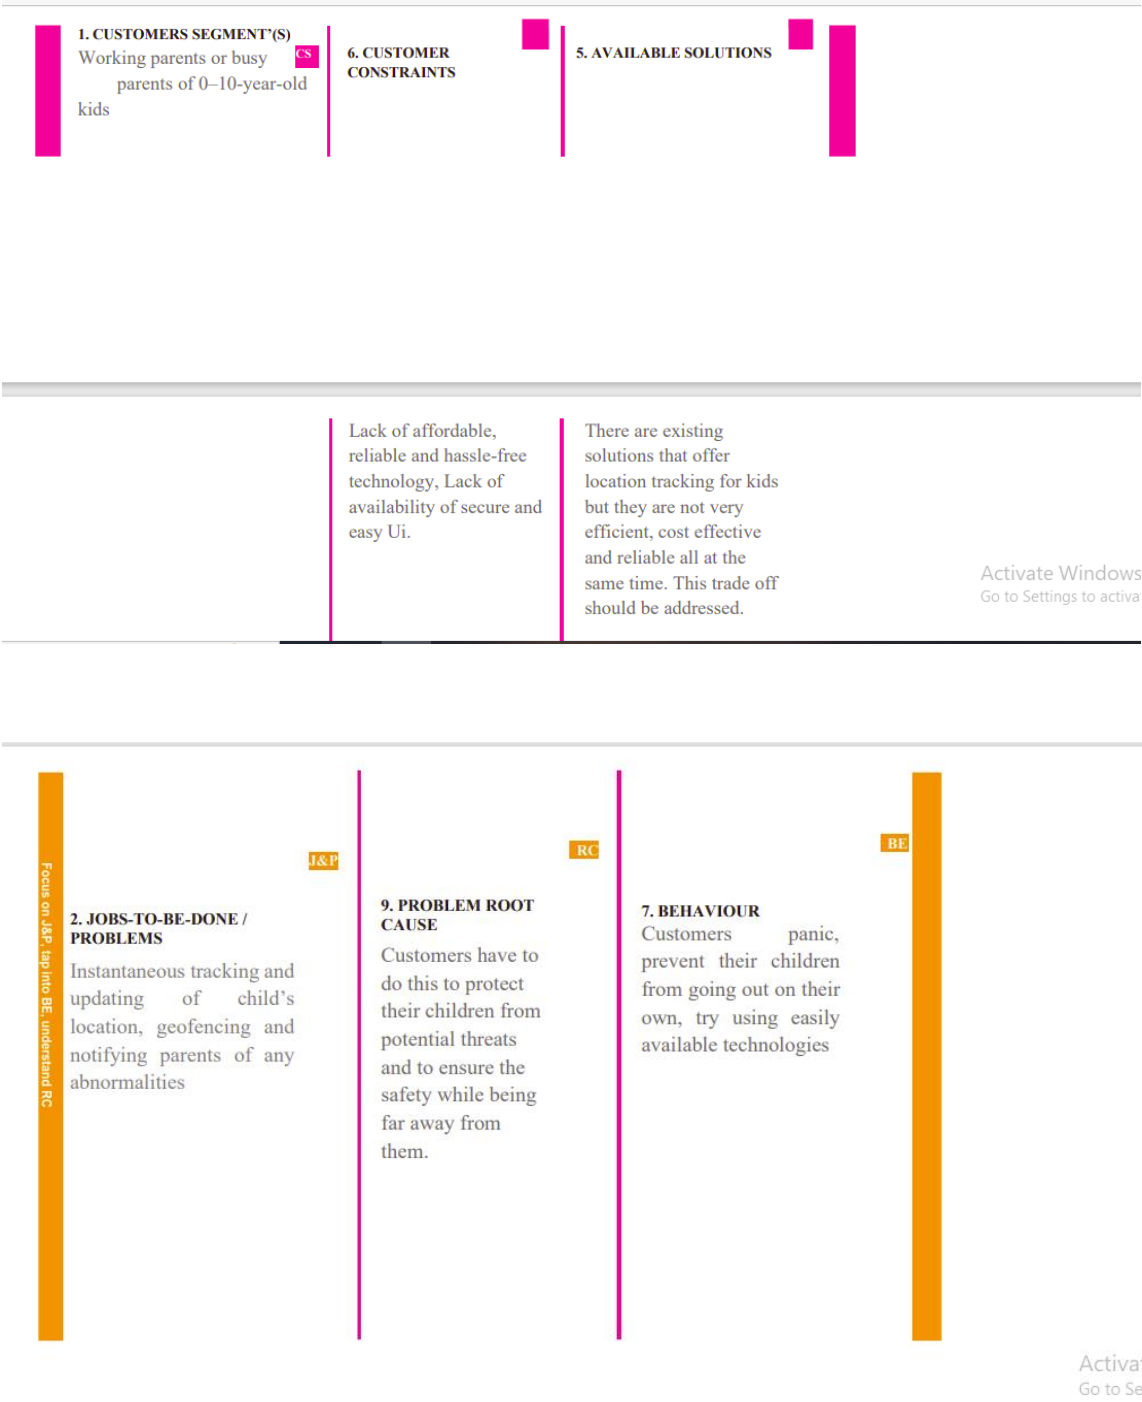 1. CUSTOMERS SEGMENT'(S)
Working parents or busy
parents of 0–10-year-old
kids
CS
6. CUSTOMER
CONSTRAINTS
5. AVAILABLE SOLUTIONS
Lack of affordable,
reliable and hassle-free
technology, Lack of
availability of secure and
easy Ui.
There are existing
solutions that offer
location tracking for kids
but they are not very
efficient, cost effective
and reliable all at the
same time. This trade off
should be addressed.
Activate Windows
Go to Settings to activa
Focus on J&P, tap into BE, understand RC
J&P
2. JOBS-TO-BE-DONE /
PROBLEMS
Instantaneous tracking and
updating of child's
location, geofencing and
notifying parents of any
abnormalities
RC
9. PROBLEM ROOT
CAUSE
Customers have to
do this to protect
their children from
potential threats
and to ensure the
safety while being
far away from
them.
BE
7. BEHAVIOUR
Customers panic,
prevent their children
from going out on their
own, try using easily
available technologies
Activa
Go to Se